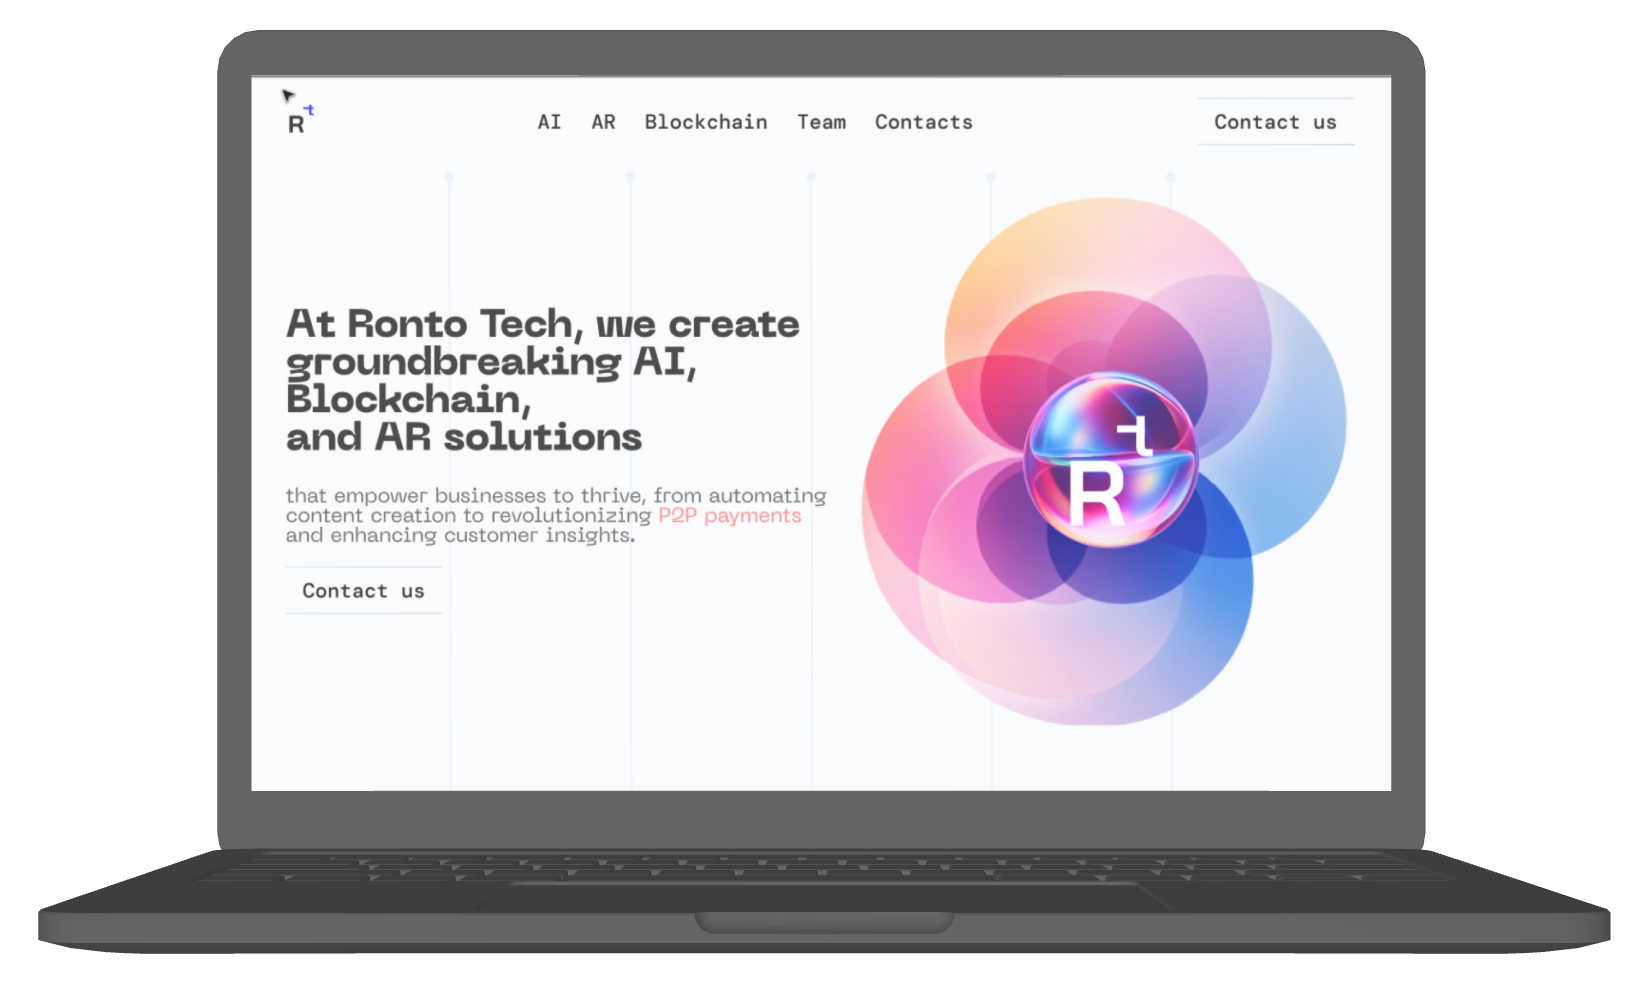 R t
AI AR Blockchain Team Contacts
Contact us
At Ronto Tech, we create
groundbreaking AI,
Blockchain,
and AR solutions
that empower businesses to thrive, from automating
content creation to revolutionizing P2P payments
and enhancing customer insights.
Contact us
t
R